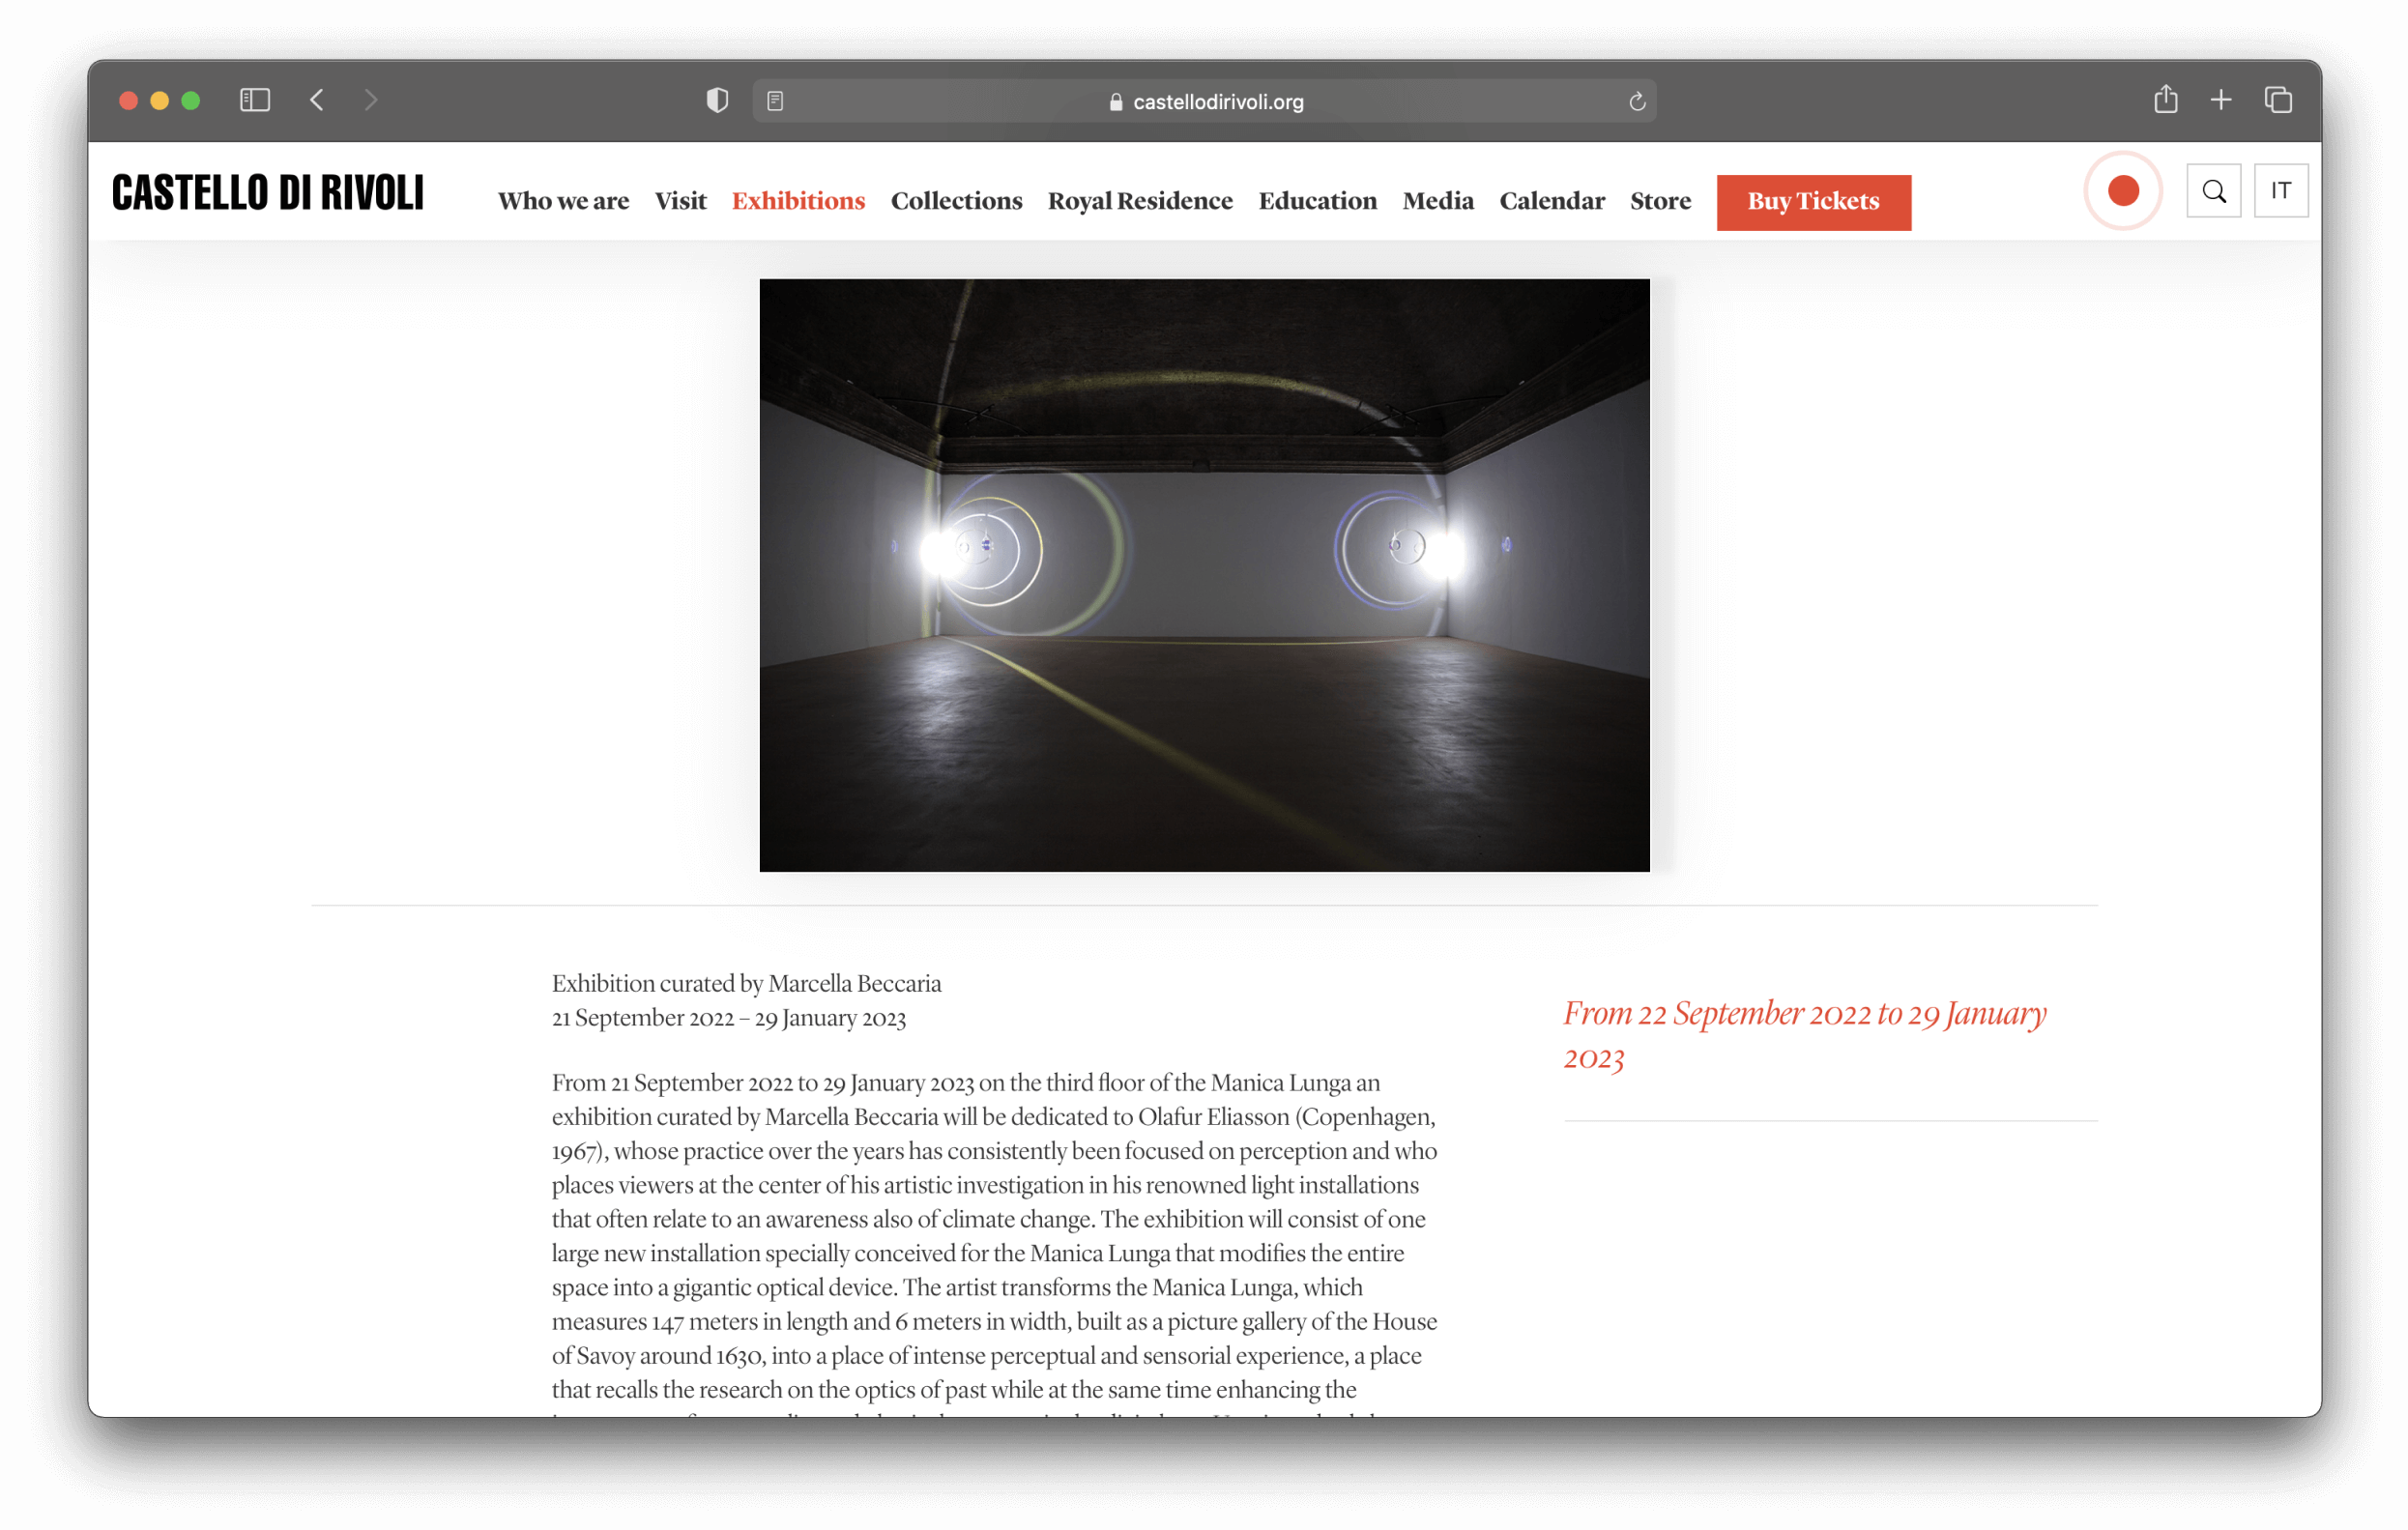 castellodirivoli.org
CASTELLO DI RIVOLI
Who we are
Visit
Exhibitions
Collections
Royal Residence
Education
Media
Calendar
Store
Buy Tickets
IT
Exhibition curated by Marcella Beccaria
21 September 2022 – 29 January 2023
From 21 September 2022 to 29 January 2023 on the third floor of the Manica Lunga an
exhibition curated by Marcella Beccaria will be dedicated to Olafur Eliasson (Copenhagen,
1967), whose practice over the years has consistently been focused on perception and who
places viewers at the center of his artistic investigation in his renowned light installations
that often relate to an awareness also of climate change. The exhibition will consist of one
large new installation specially conceived for the Manica Lunga that modifies the entire
space into a gigantic optical device. The artist transforms the Manica Lunga, which
measures 147 meters in length and 6 meters in width, built as a picture gallery of the House
of Savoy around 1630, into a place of intense perceptual and sensorial experience, a place
that recalls the research on the optics of past while at the same time enhancing the
From 22 September 2022 to 29 January
2023